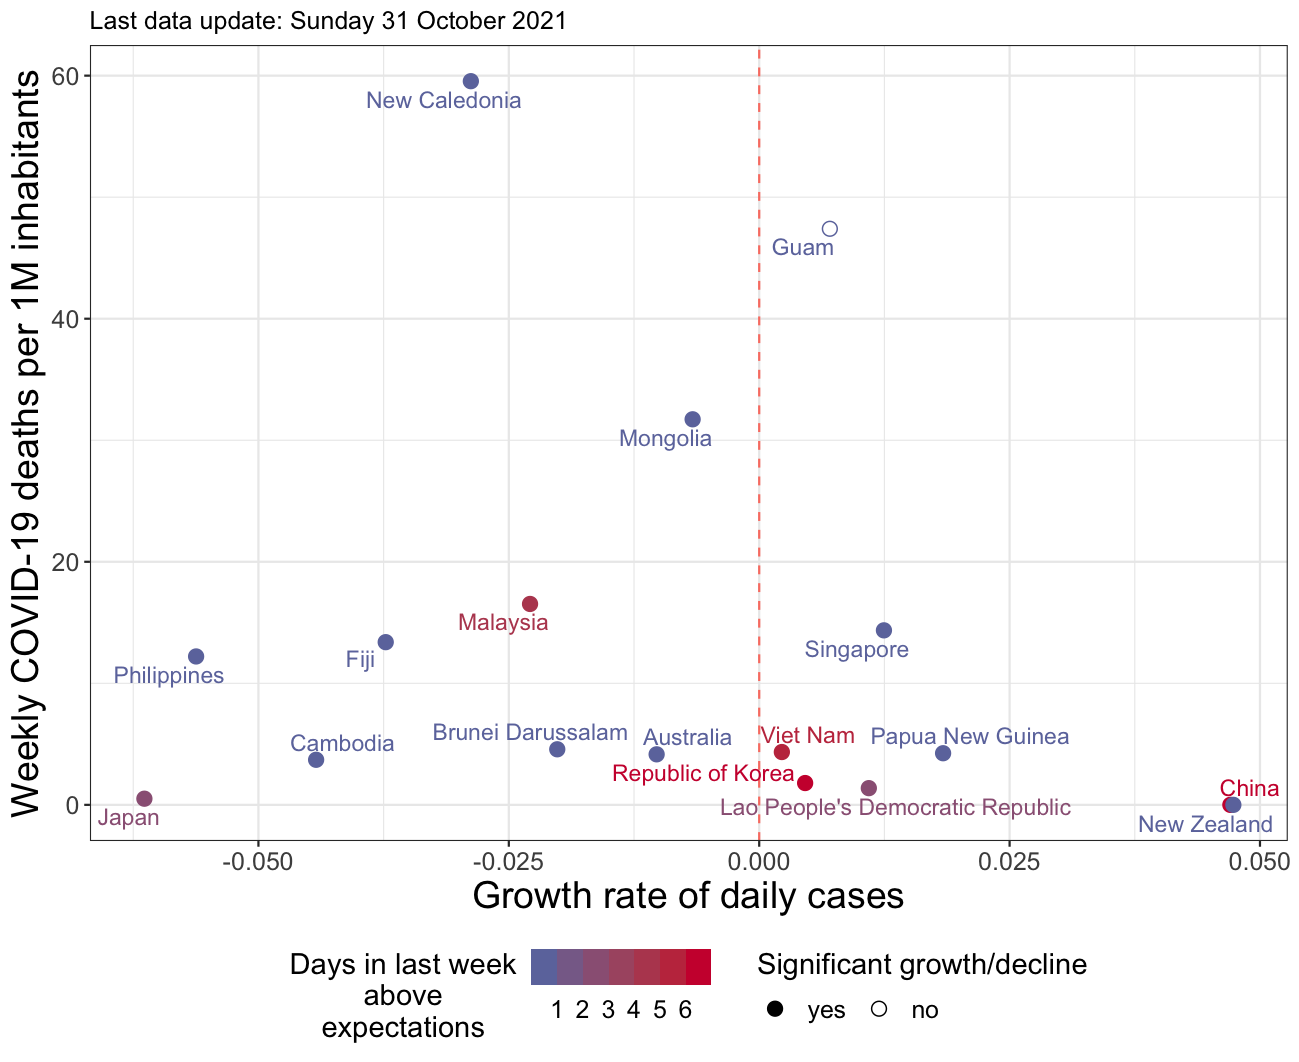 Last data update: Sunday 31 October 2021
Weekly COVID-19 deaths per 1M inhabitants
60
40
20
0
New Caledonia
Guam
Mongolia
Malaysia
Singapore
Fiji
Philippines
Brunei Darussalam
Australia
Viet Nam
Papua New Guinea
Cambodia
Republic of Korea
China
Lao People's Democratic Republic
Japan
New Zealand
-0.050
-0.025
0.000
0.025
0.050
Growth rate of daily cases
Days in last week
above
expectations
1 2 3 4 5 6
Significant growth/decline
yes
no